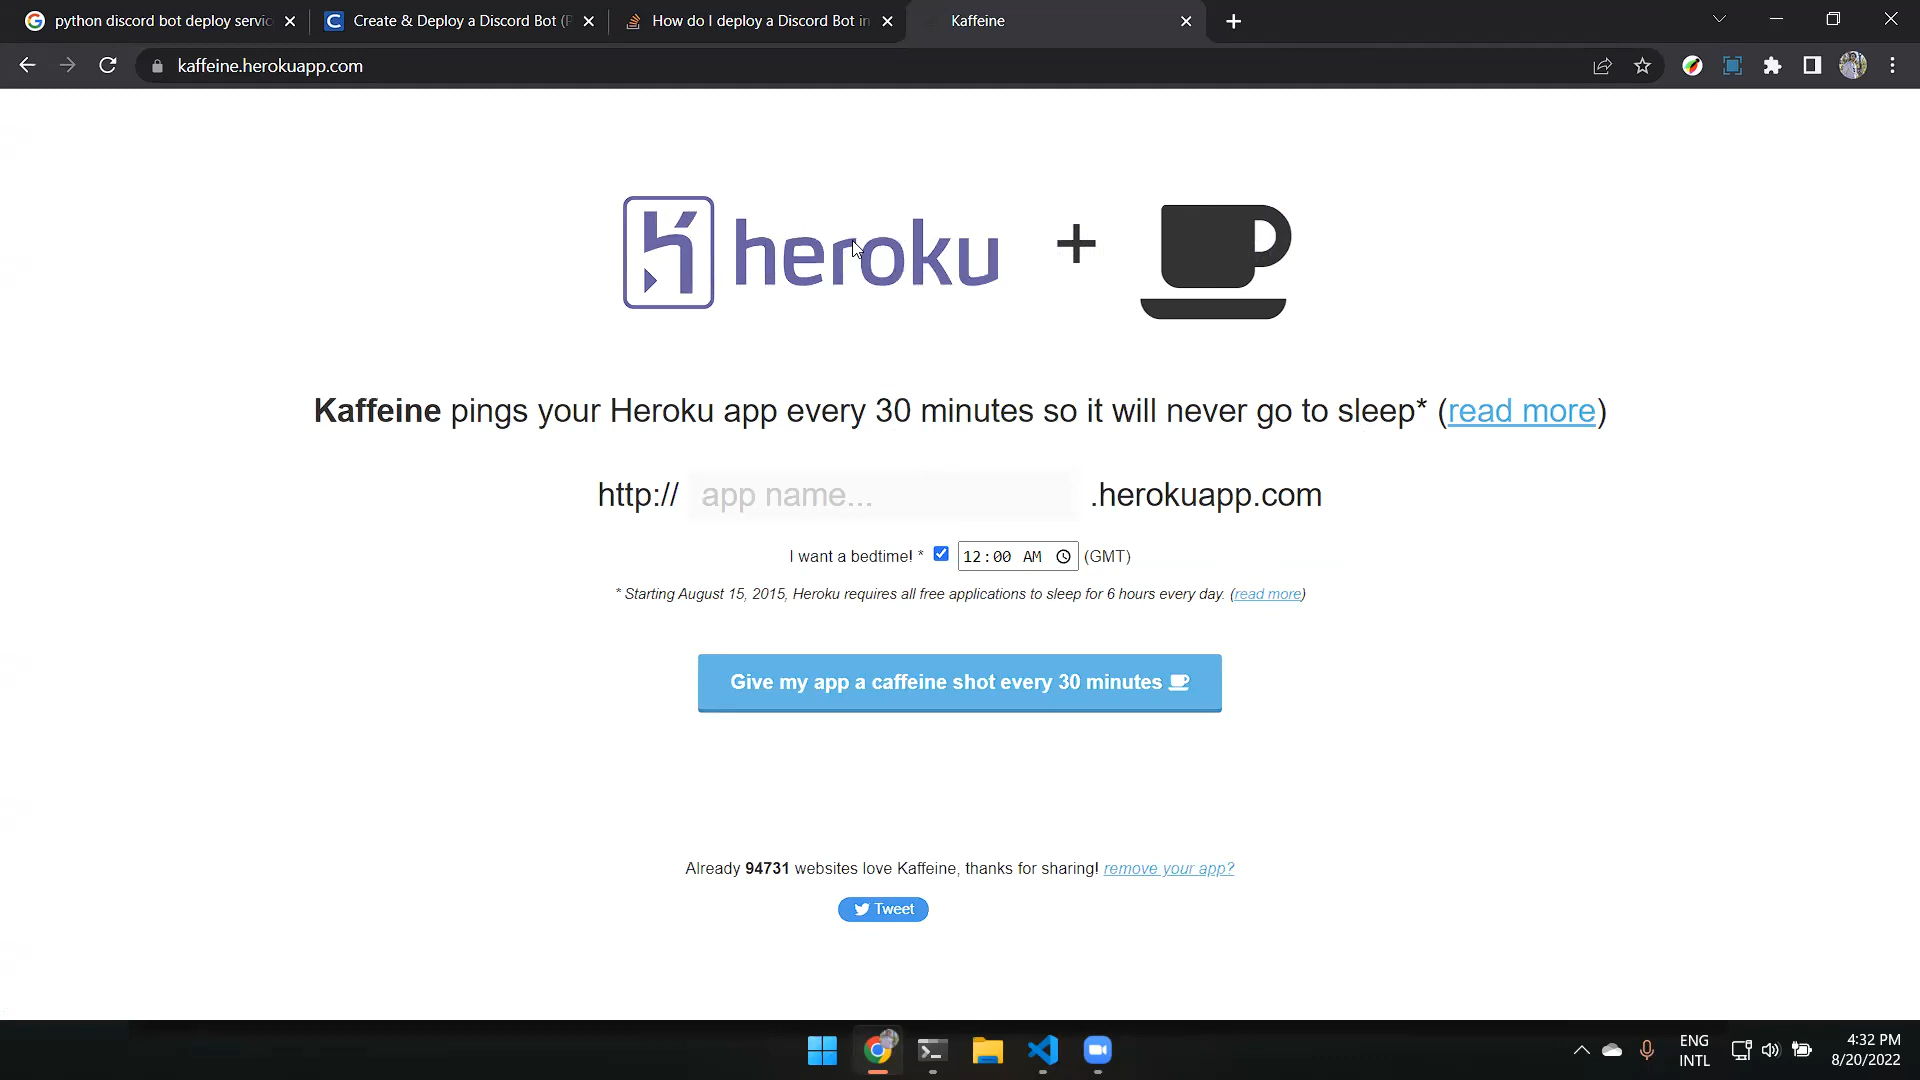 python discord bot deploy servic
Create & Deploy a Discord Bot (P
How do I deploy a Discord Bot in
Kaffeine
kaffeine.herokuapp.com
heroku +
Kaffeine pings your Heroku app every 30 minutes so it will never go to sleep* (read more)
http:// app name... .herokuapp.com
I want a bedtime! * 12:00 AM (GMT)
* Starting August 15, 2015, Heroku requires all free applications to sleep for 6 hours every day. (read more)
Give my app a caffeine shot every 30 minutes
Already 94731 websites love Kaffeine, thanks for sharing! remove your app?
Tweet
ENG
INTL
4:32 PM
8/20/2022